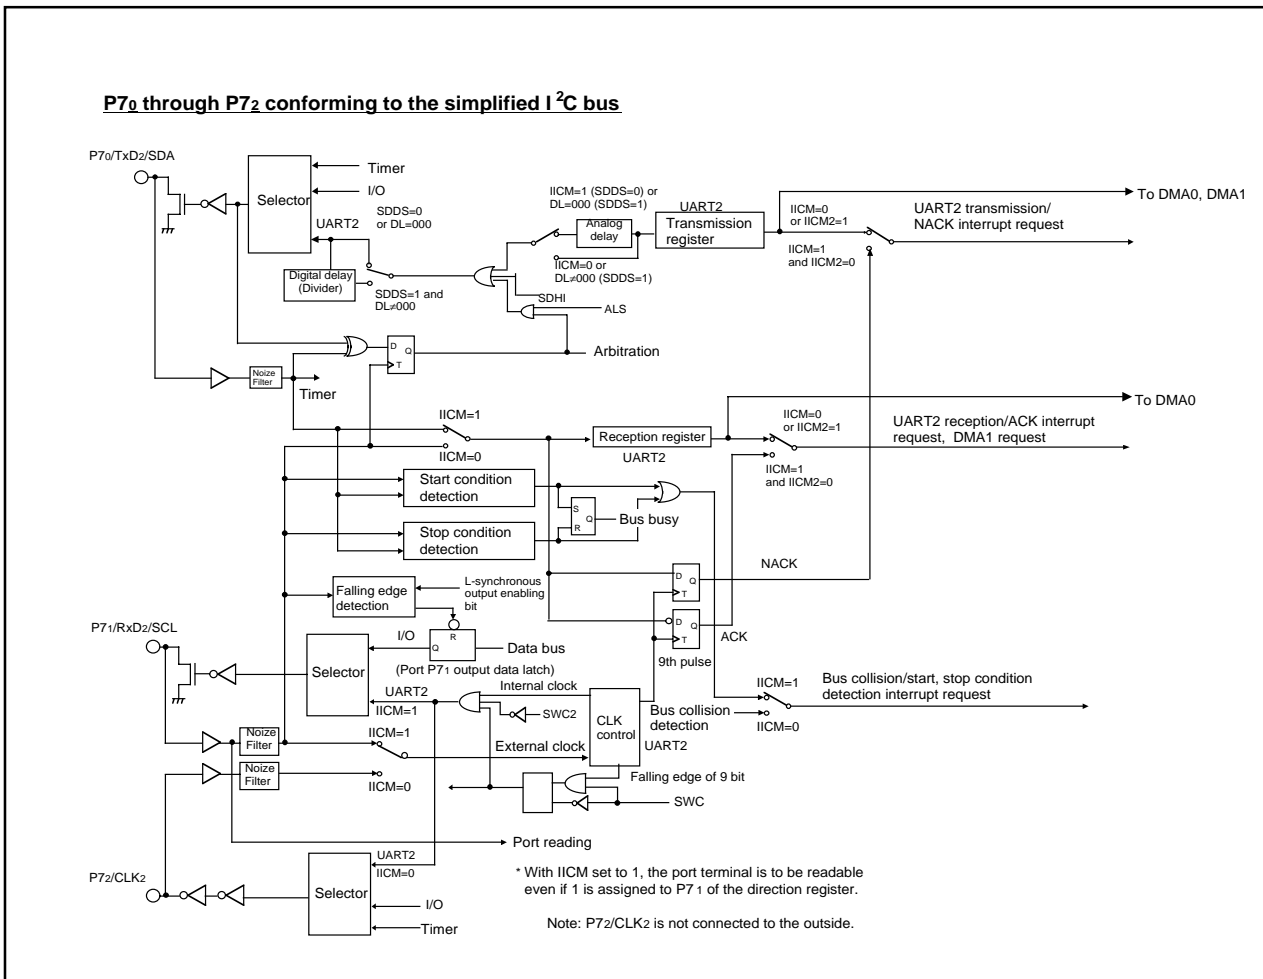 P70 through P72 conforming to the simplified I 2C bus
P70/TxD2/SDA
Selector
Timer
I/O
UART2
SDDS=0
or DL=000
Digital delay
(Divider)
SDDS=1 and
DL≠000
IICM=1 (SDDS=0) or
DL=000 (SDDS=1)
Analog
delay
IICM=0 or
DL≠000 (SDDS=1)
SDHI
ALS
UART2
Transmission
register
To DMA0, DMA1
IICM=0
or IICM2=1
UART2 transmission/
NACK interrupt request
IICM=1
and IICM2=0
D
Q
T
Arbitration
Noize
Filter
Timer
IICM=1
IICM=0
Reception register
UART2
To DMA0
IICM=0
or IICM2=1
UART2 reception/ACK interrupt
request, DMA1 request
IICM=1
and IICM2=0
Start condition
detection
Stop condition
detection
S
Q
R
Bus busy
NACK
D
Q
T
D
Q
T
ACK
9th pulse
Falling edge
detection
L-synchronous
output enabling
bit
P71/RxD2/SCL
I/O
R
Q
Data bus
(Port P71 output data latch)
Selector
UART2
IICM=1
Internal clock
SWC2
CLK
control
UART2
Bus collision
detection
IICM=1
IICM=0
Bus collision/start, stop condition
detection interrupt request
Noize
Filter
IICM=1
External clock
Noize
Filter
IICM=0
Falling edge of 9 bit
SWC
Port reading
P72/CLK2
Selector
UART2
IICM=0
I/O
Timer
* With IICM set to 1, the port terminal is to be readable
even if 1 is assigned to P71 of the direction register.
Note: P72/CLK2 is not connected to the outside.